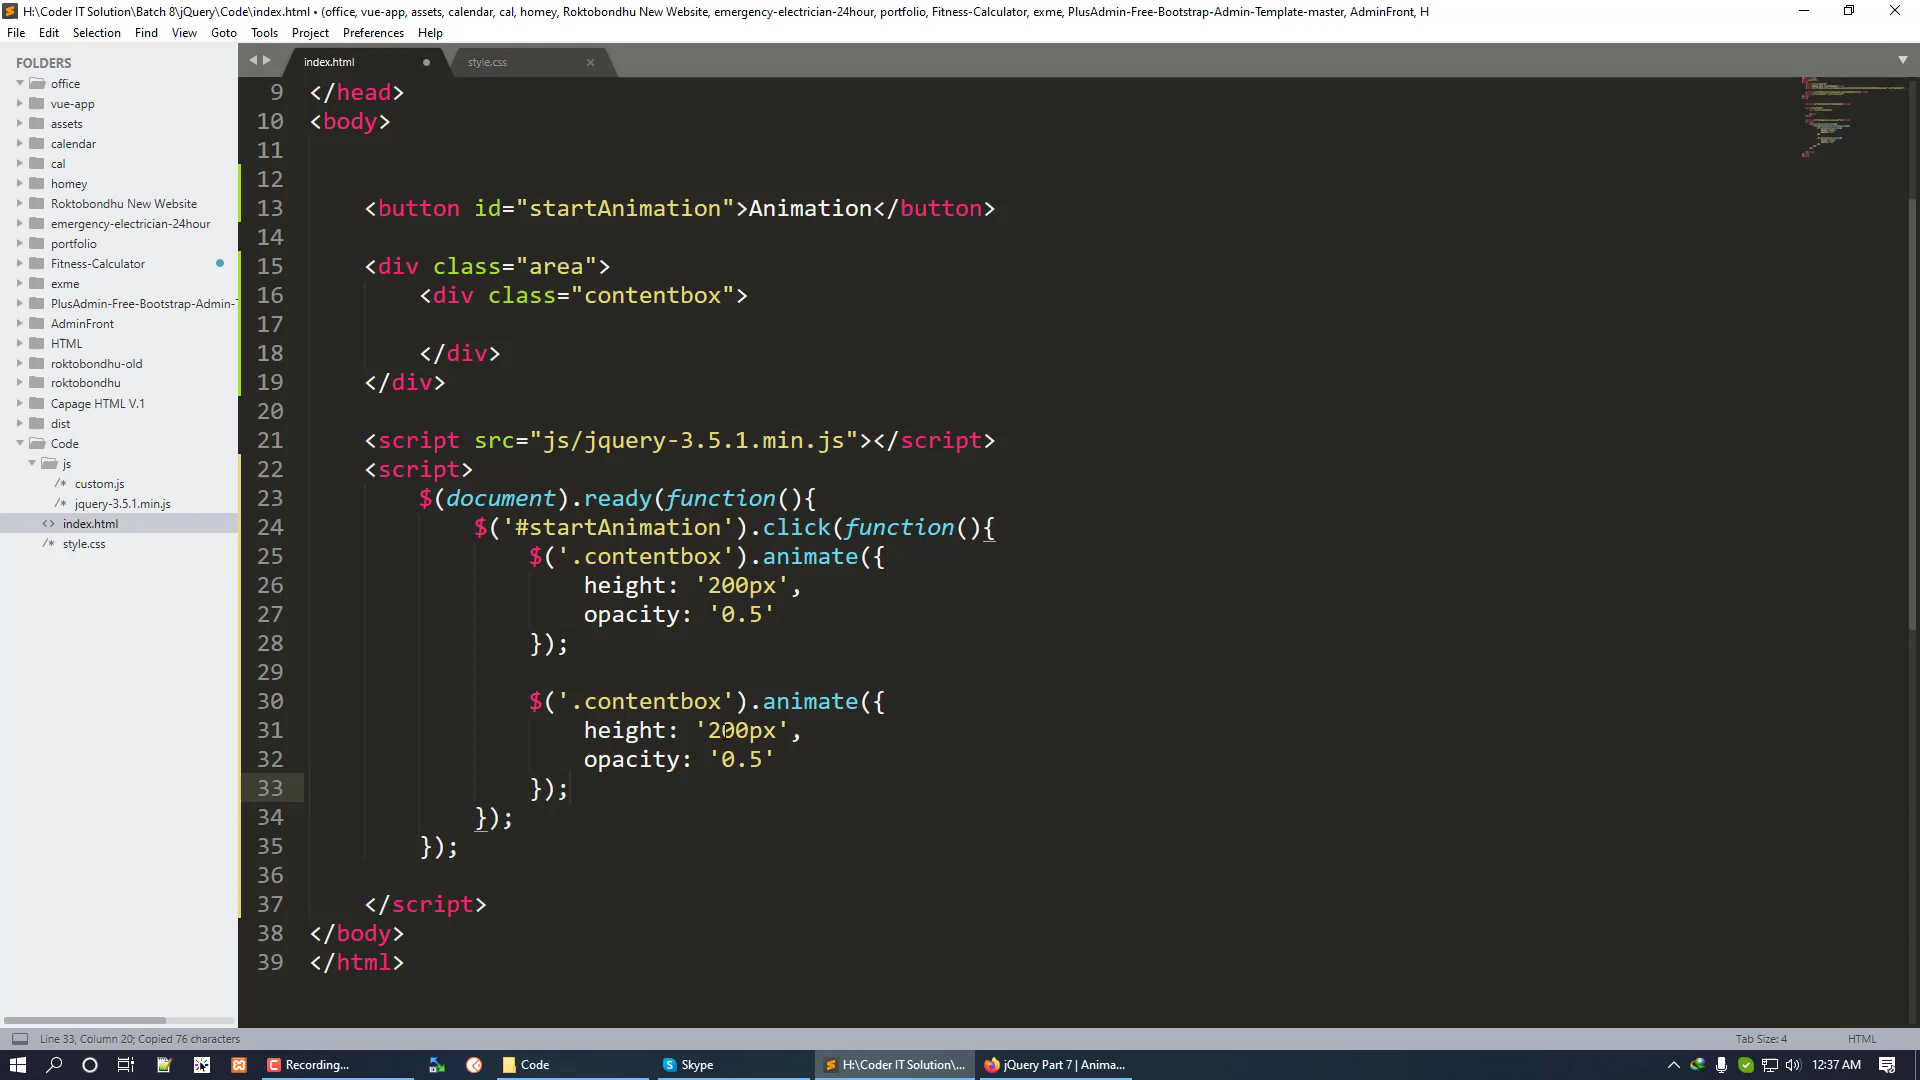 H:\Coder IT Solution\Batch 8\jQuery\Code\index.html • (office, vue-app, assets, calendar, cal, homey, Roktobondhu New Website, emergency-electrician-24hour, portfolio, Fitness-Calculator, exme, PlusAdmin-Free-Bootstrap-Admin-Template-master, AdminFront, H
File Edit Selection Find View Goto Tools Project Preferences Help
FOLDERS
office
vue-app
assets
calendar
cal
homey
Roktobondhu New Website
emergency-electrician-24hour
portfolio
Fitness-Calculator
exme
PlusAdmin-Free-Bootstrap-Admin-T
AdminFront
HTML
roktobondhu-old
roktobondhu
Capage HTML V.1
dist
Code
js
/* custom.js
/* jquery-3.5.1.min.js
<> index.html
/* style.css
index.html
style.css
9 </head>
10 <body>
11
12
13 <button id="startAnimation">Animation</button>
14
15 <div class="area">
16 <div class="contentbox">
17
18 </div>
19 </div>
20
21 <script src="js/jquery-3.5.1.min.js"></script>
22 <script>
23 $(document).ready(function(){
24 $('#startAnimation').click(function(){
25 $('.contentbox').animate({
26 height: '200px',
27 opacity: '0.5'
28 });
29
30 $('.contentbox').animate({
31 height: '200px',
32 opacity: '0.5'
33 });
34 });
35 });
36
37 </script>
38 </body>
39 </html>
Line 33, Column 20; Copied 76 characters
Tab Size: 4
HTML
Recording...
Code
Skype
H:\Coder IT Solution\...
jQuery Part 7 | Anima...
12:37 AM